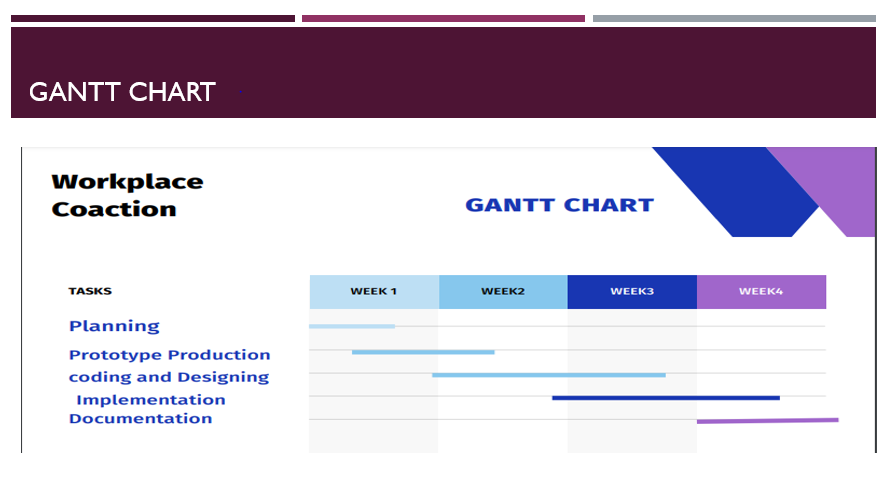 GANTT CHART
Workplace
Coaction
GANTT CHART
TASKS
WEEK 1
WEEK2
WEEK3
WEEK4
Planning
Prototype Production
coding and Designing
Implementation
Documentation